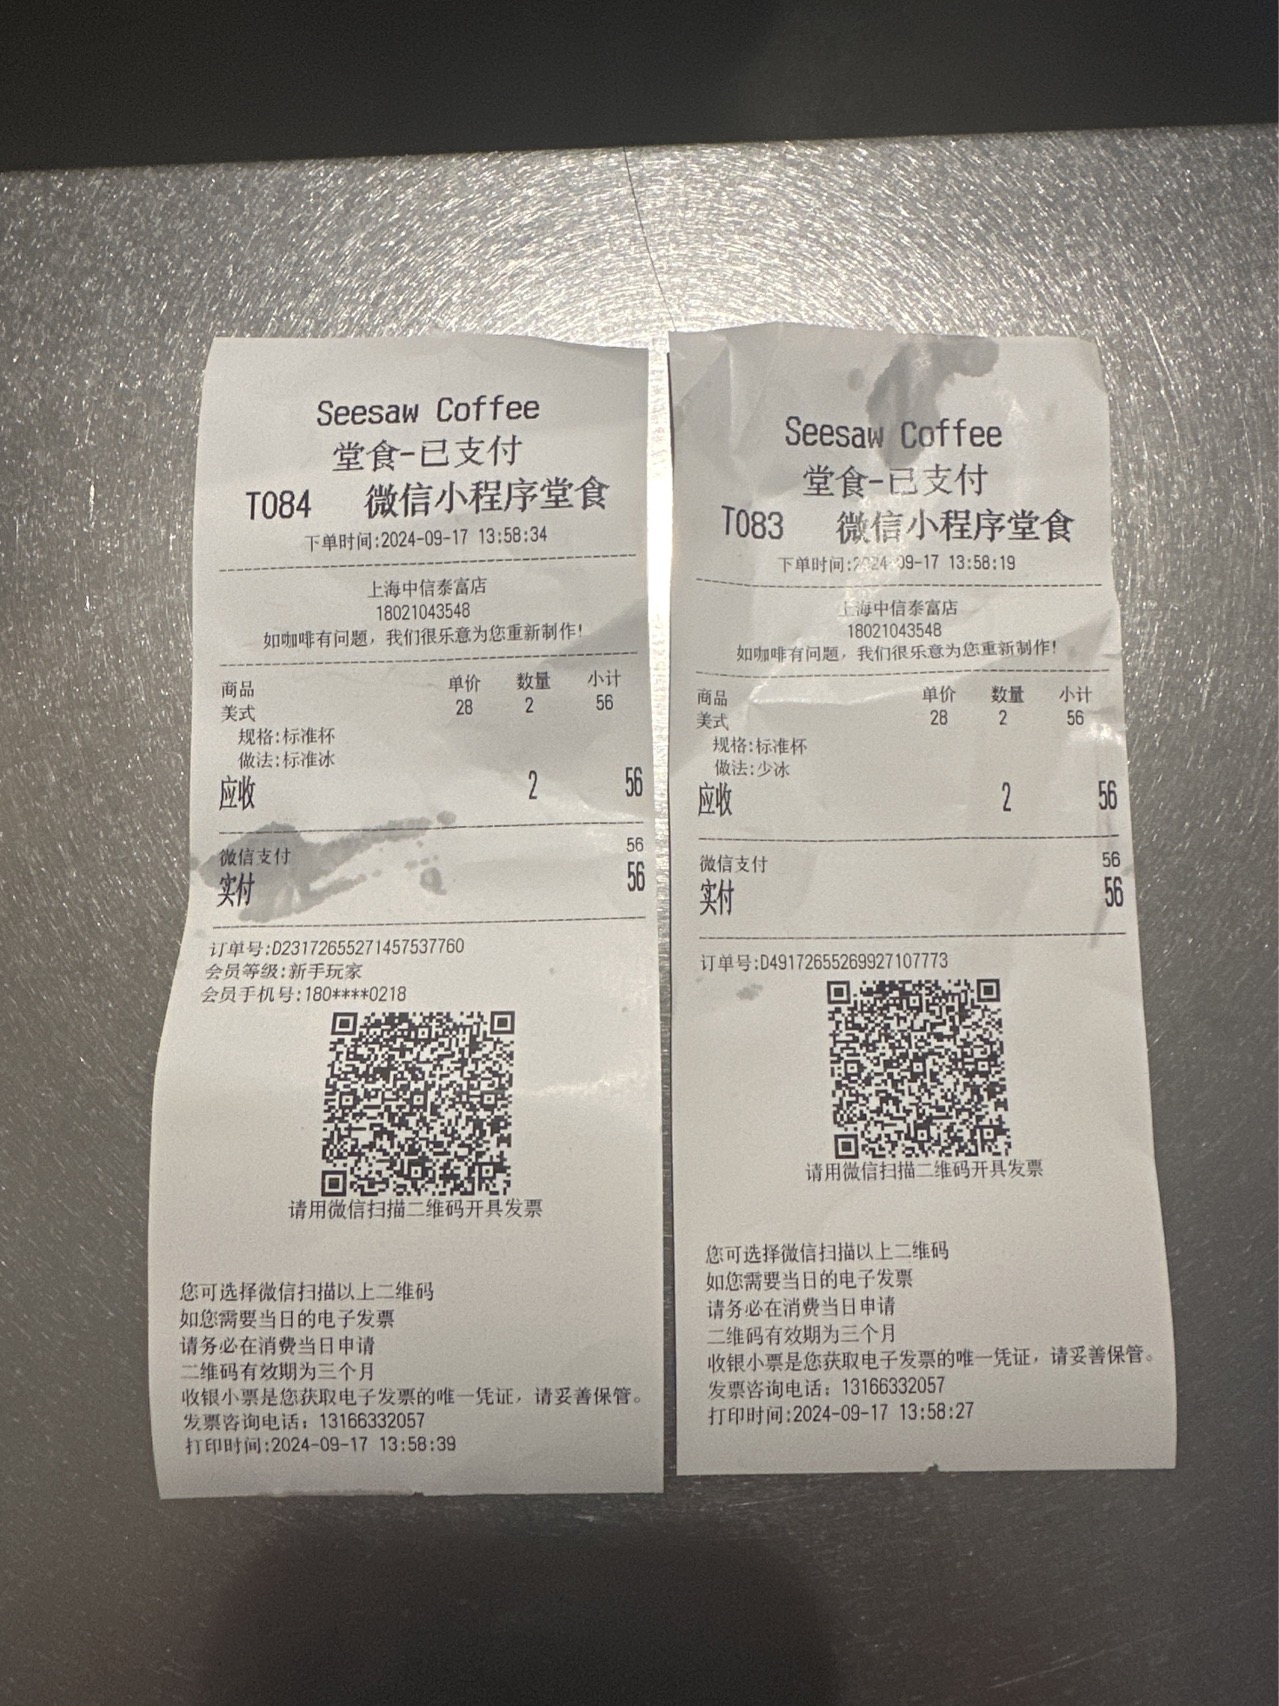 Seesaw Coffee
堂食-已支付
T084 微信小程序堂食
下单时间:2024-09-17 13:58:34
上海中信泰富店
18021043548
如咖啡有问题，我们很乐意为您重新制作!
商品 单价 数量 小计
美式 28 2 56
规格:标准杯
做法:标准冰
应收 2 56
微信支付 56
实付 56
订单号:D23172655271457537760
会员等级:新手玩家
会员手机号:180****0218
请用微信扫描二维码开具发票
您可选择微信扫描以上二维码
如您需要当日的电子发票
请务必在消费当日申请
二维码有效期为三个月
收银小票是您获取电子发票的唯一凭证，请妥善保管。
发票咨询电话：13166332057
打印时间:2024-09-17 13:58:39
Seesaw Coffee
堂食-已支付
T083 微信小程序堂食
下单时间:2024-09-17 13:58:19
上海中信泰富店
18021043548
如咖啡有问题，我们很乐意为您重新制作!
商品 单价 数量 小计
美式 28 2 56
规格:标准杯
做法:少冰
应收 2 56
微信支付 56
实付 56
订单号:D49172655269927107773
请用微信扫描二维码开具发票
您可选择微信扫描以上二维码
如您需要当日的电子发票
请务必在消费当日申请
二维码有效期为三个月
收银小票是您获取电子发票的唯一凭证，请妥善保管。
发票咨询电话：13166332057
打印时间:2024-09-17 13:58:27